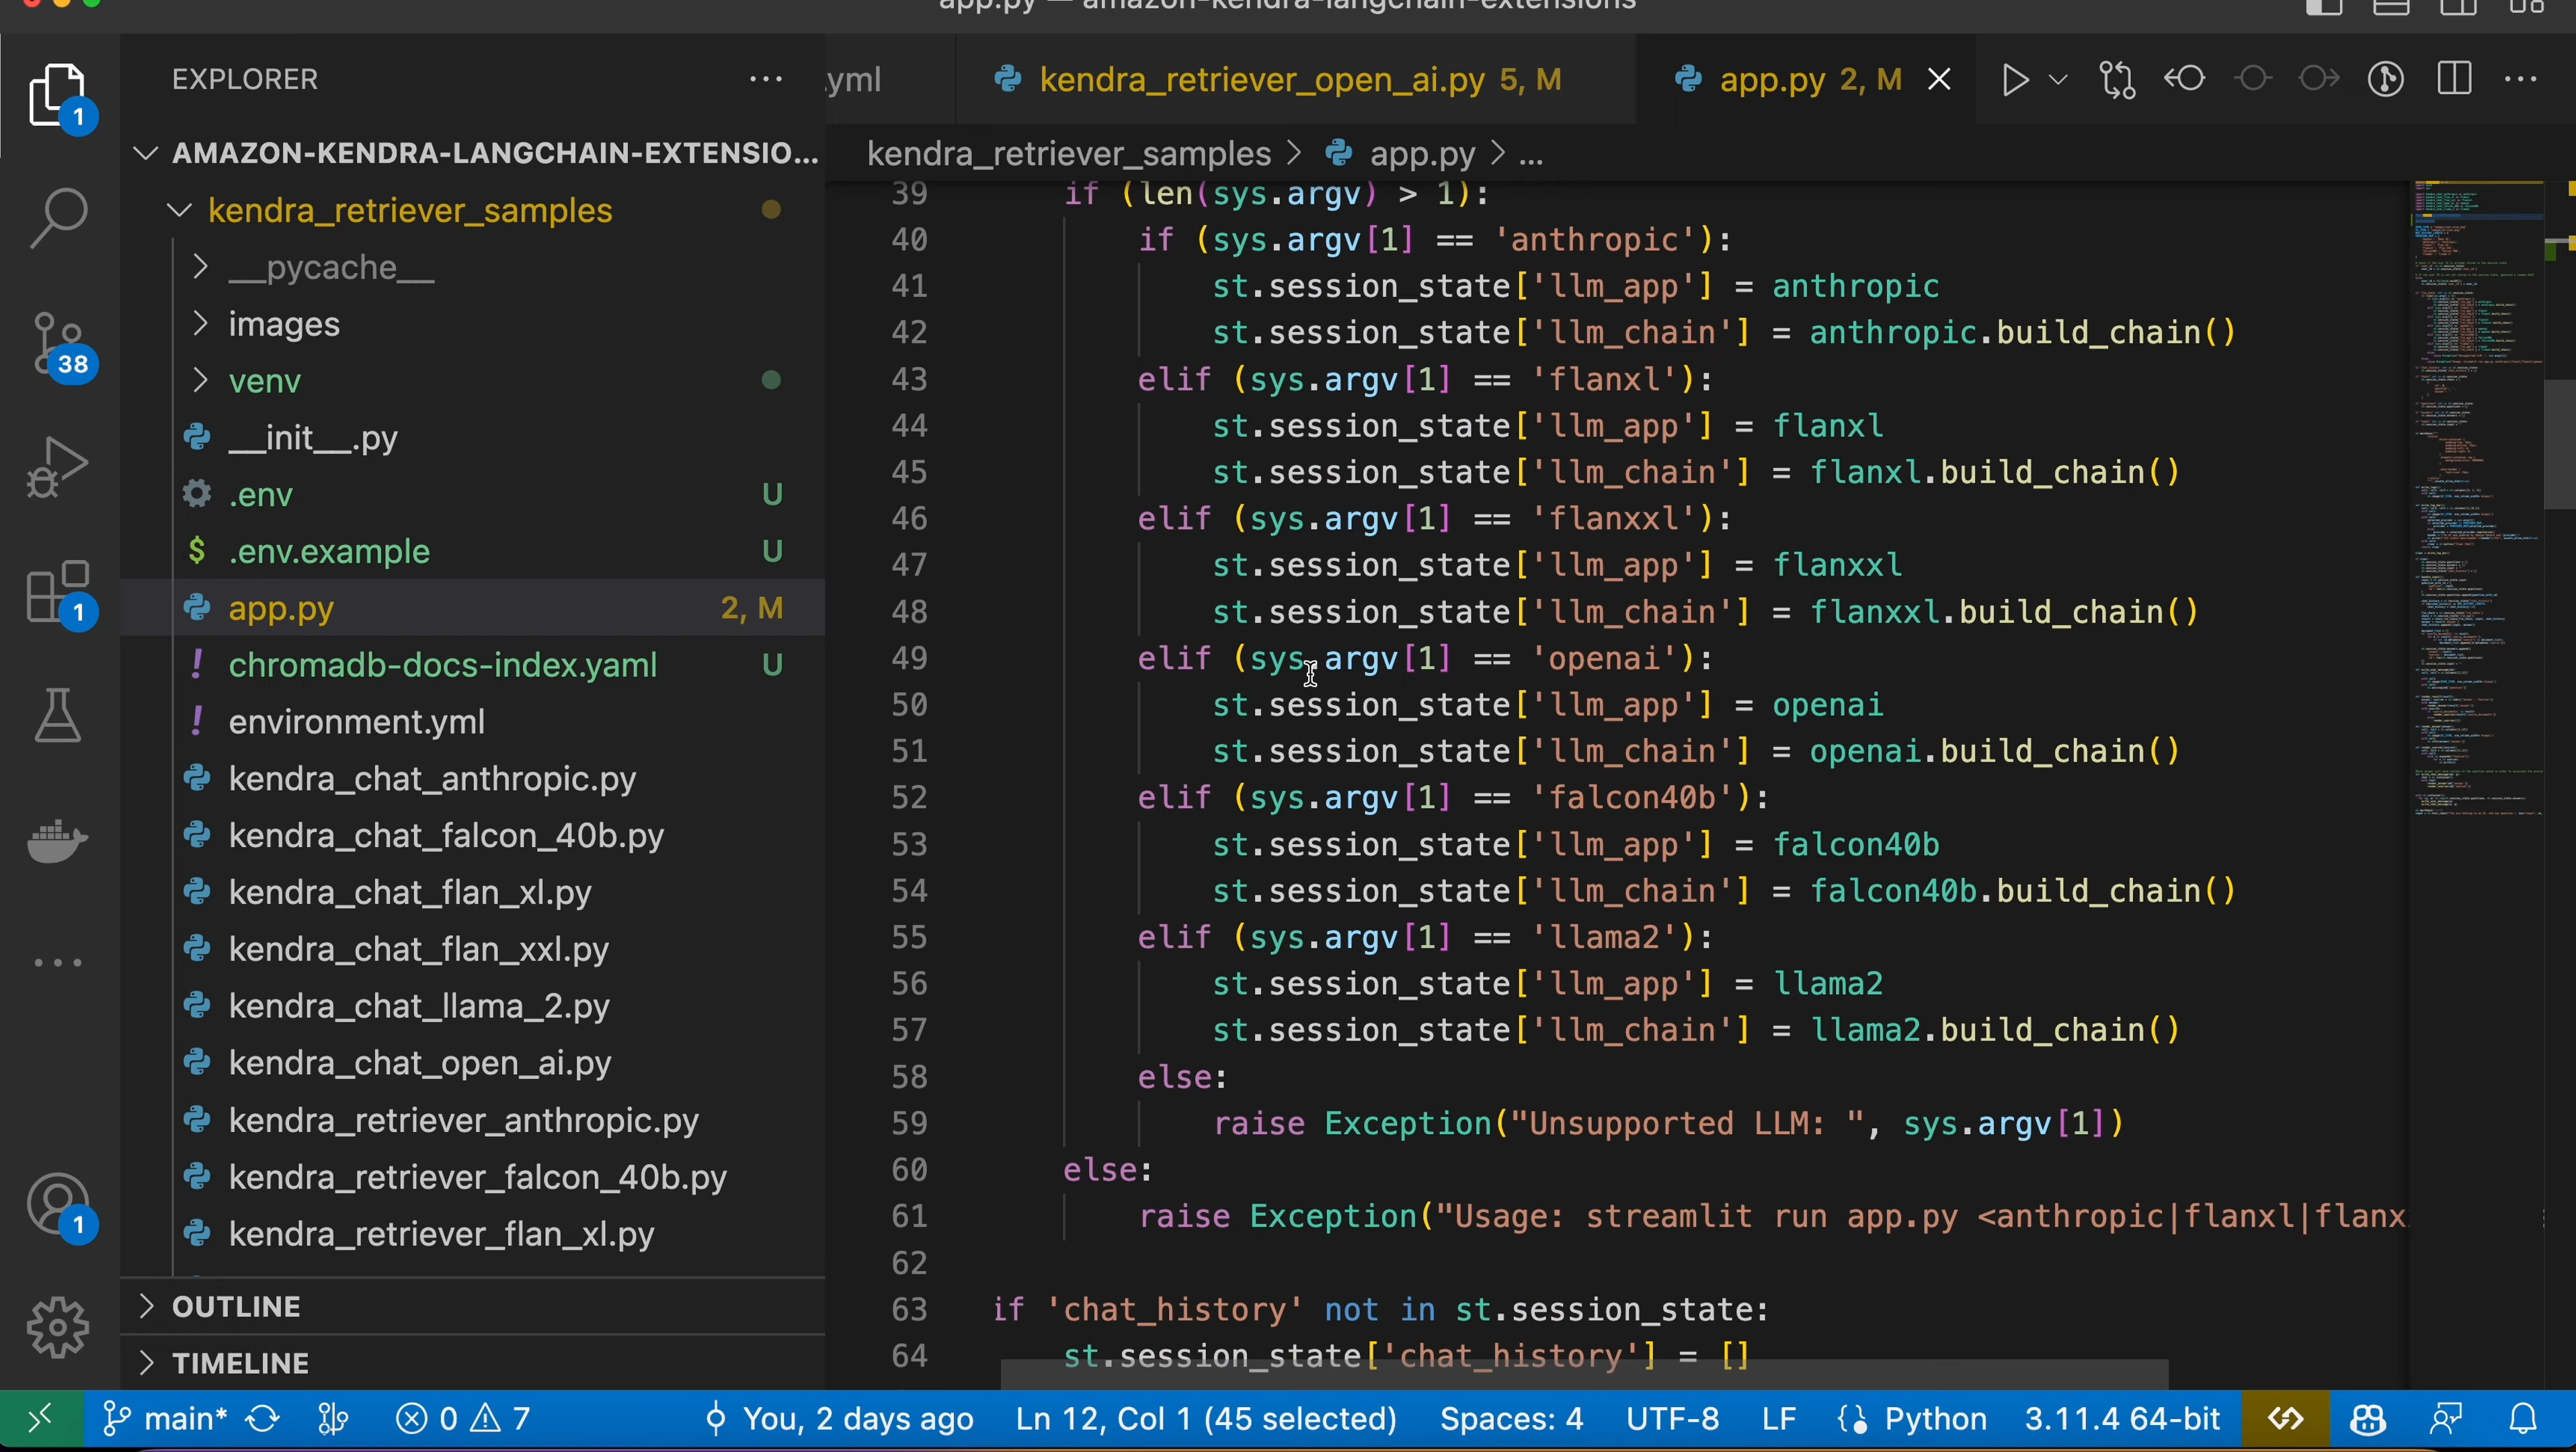 app.py — amazon-kendra-langchain-extensions
EXPLORER
.yml
kendra_retriever_open_ai.py 5, M
app.py 2, M
AMAZON-KENDRA-LANGCHAIN-EXTENSIO...
kendra_retriever_samples > app.py > ...
kendra_retriever_samples
__pycache__
images
venv
__init__.py
.env U
.env.example U
app.py 2, M
chromadb-docs-index.yaml U
environment.yml
kendra_chat_anthropic.py
kendra_chat_falcon_40b.py
kendra_chat_flan_xl.py
kendra_chat_flan_xxl.py
kendra_chat_llama_2.py
kendra_chat_open_ai.py
kendra_retriever_anthropic.py
kendra_retriever_falcon_40b.py
kendra_retriever_flan_xl.py
OUTLINE
TIMELINE
1
38
1
1
39 if (len(sys.argv) > 1):
40 if (sys.argv[1] == 'anthropic'):
41 st.session_state['llm_app'] = anthropic
42 st.session_state['llm_chain'] = anthropic.build_chain()
43 elif (sys.argv[1] == 'flanxl'):
44 st.session_state['llm_app'] = flanxl
45 st.session_state['llm_chain'] = flanxl.build_chain()
46 elif (sys.argv[1] == 'flanxxl'):
47 st.session_state['llm_app'] = flanxxl
48 st.session_state['llm_chain'] = flanxxl.build_chain()
49 elif (sys.argv[1] == 'openai'):
50 st.session_state['llm_app'] = openai
51 st.session_state['llm_chain'] = openai.build_chain()
52 elif (sys.argv[1] == 'falcon40b'):
53 st.session_state['llm_app'] = falcon40b
54 st.session_state['llm_chain'] = falcon40b.build_chain()
55 elif (sys.argv[1] == 'llama2'):
56 st.session_state['llm_app'] = llama2
57 st.session_state['llm_chain'] = llama2.build_chain()
58 else:
59 raise Exception("Unsupported LLM: ", sys.argv[1])
60 else:
61 raise Exception("Usage: streamlit run app.py <anthropic|flanxl|flanx
62
63 if 'chat_history' not in st.session_state:
64 st.session_state['chat_history'] = []
main* 0 7 You, 2 days ago Ln 12, Col 1 (45 selected) Spaces: 4 UTF-8 LF Python 3.11.4 64-bit